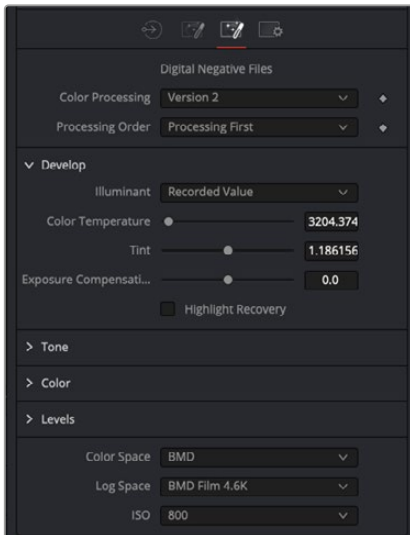 Digital Negative Files
Color Processing Version 2
Processing Order Processing First
Develop
Illuminant Recorded Value
Color Temperature 3204.374
Tint 1.186156
Exposure Compensati... 0.0
Highlight Recovery
Tone
Color
Levels
Color Space BMD
Log Space BMD Film 4.6K
ISO 800